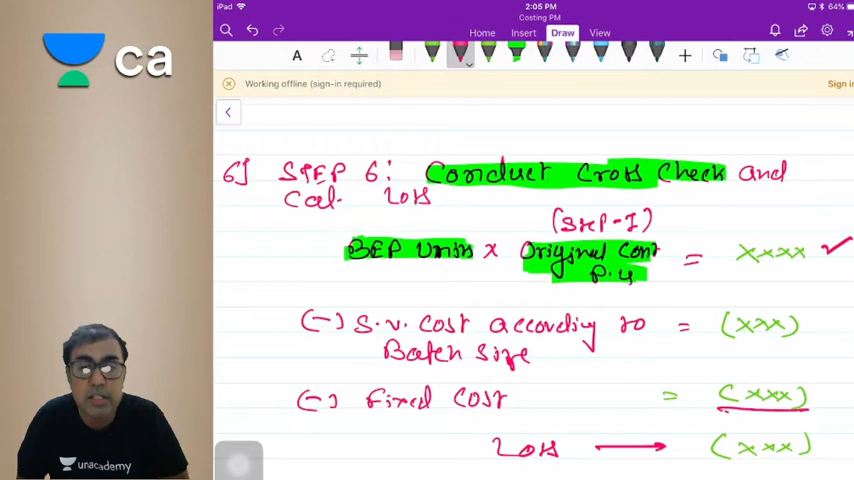 iPad
2:05 PM
64%
Costing PM
Home Insert Draw View
Working offline (sign-in required)
Sign i
ca
6] STEP 6: Conduct Cross Check and
Cal. Loss
(Step-I)
BEP Units x Original Cont P.U = xxxx ✓
(-) S.V. Cost according to Batch Size = (xxx)
(-) Fixed Cost = (xxx)
Loss → (xxx)
unacademy